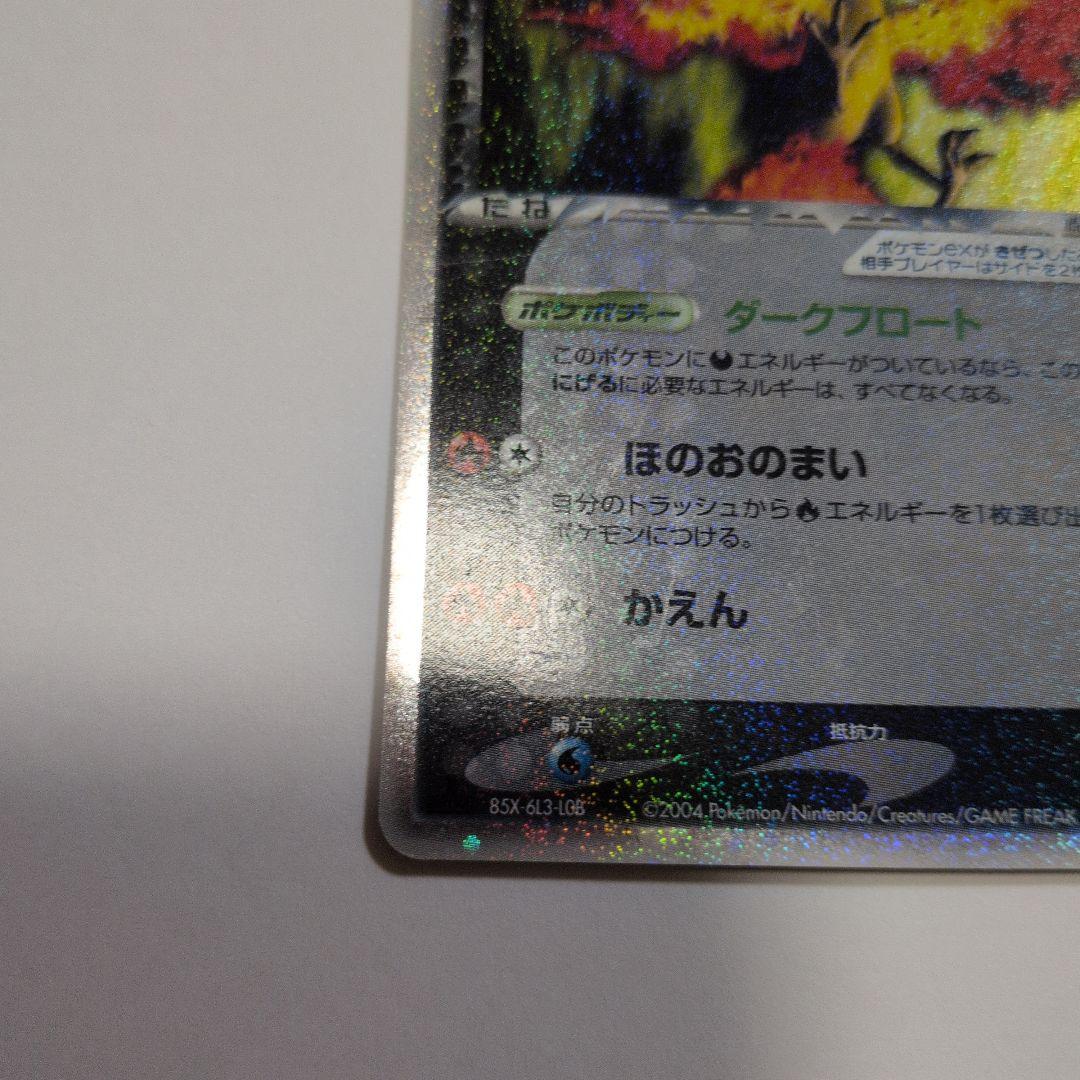 たね
ポケモンexが きぜつした
相手プレイヤーはサイドを2枚
ポケボディー ダークフロート
このポケモンにエネルギーがついているなら、この
にげるに必要なエネルギーは、すべてなくなる。
ほのおのまい
自分のトラッシュからエネルギーを1枚選び出
ポケモンにつける。
かえん
弱点 抵抗力
85X-6L3-L0B ©2004 Pokémon/Nintendo/Creatures/GAME FREAK